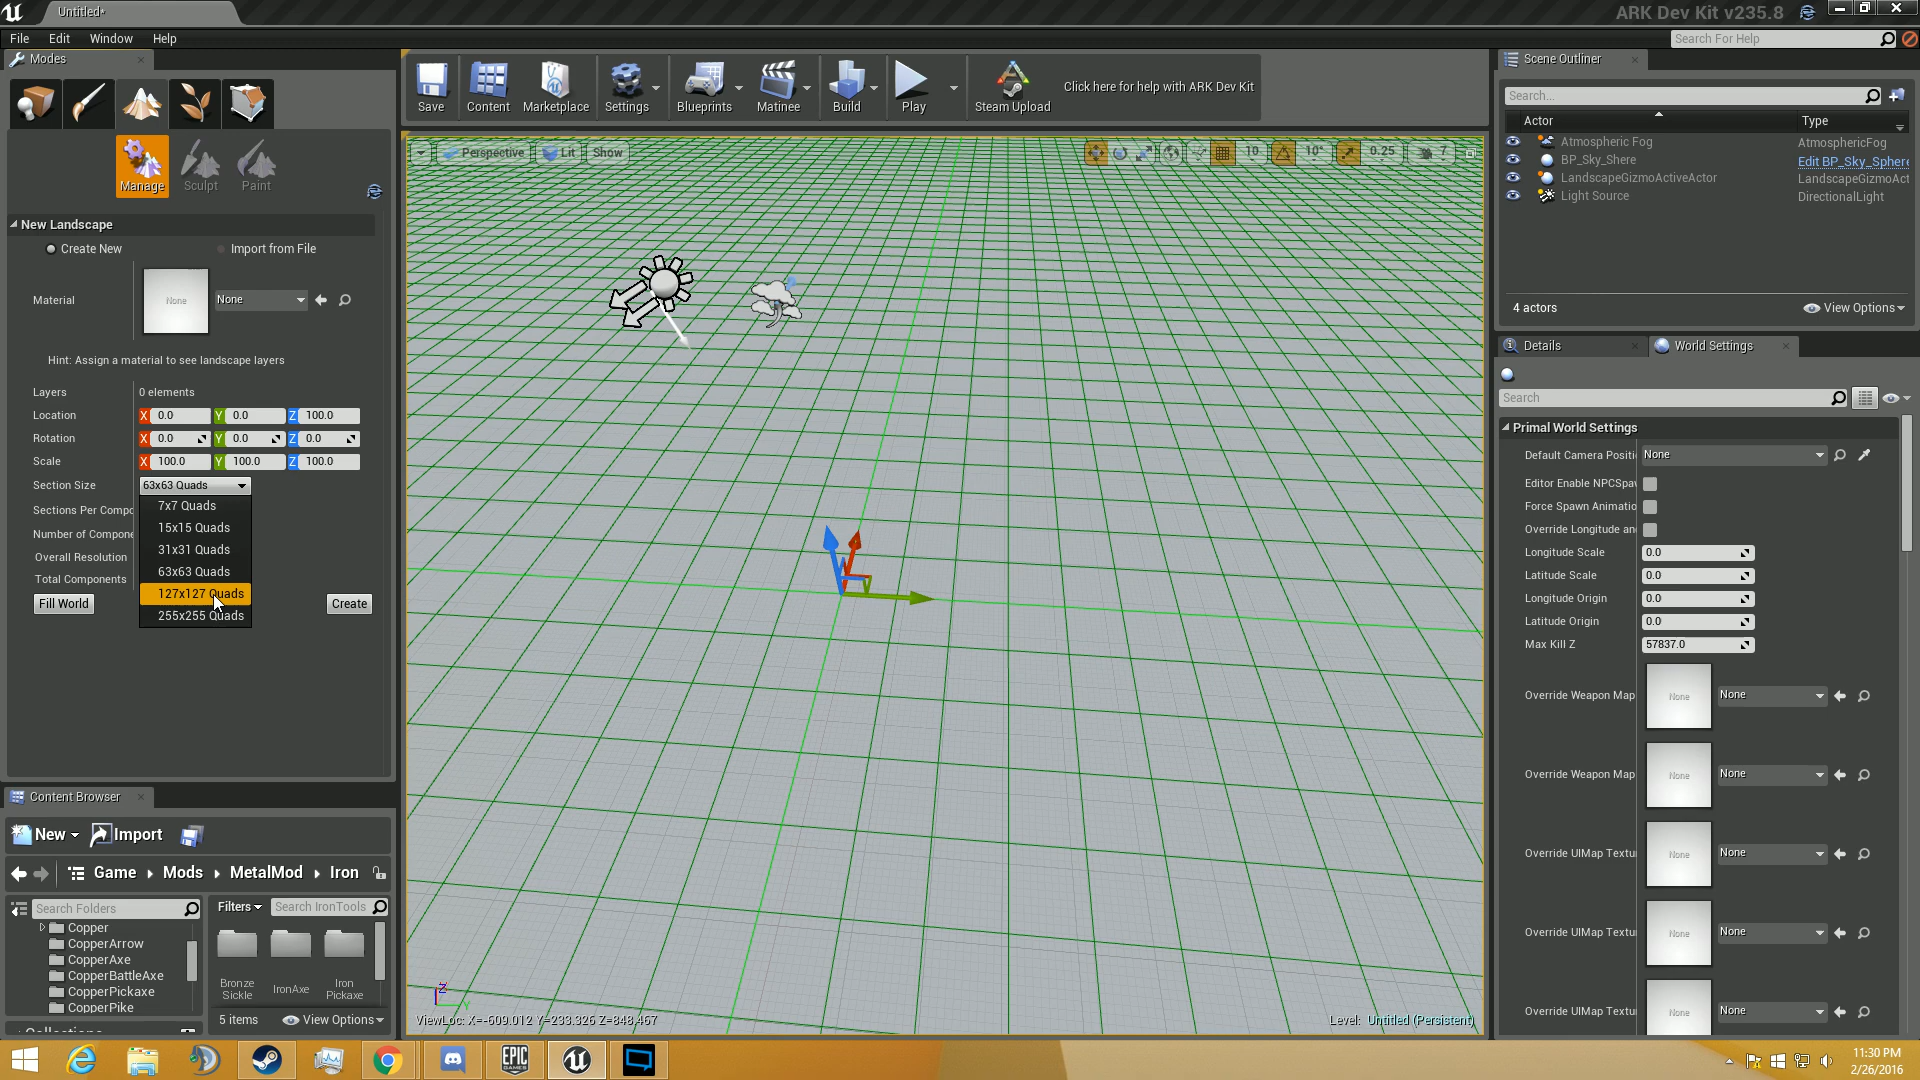 Untitled*
ARK Dev Kit v235.8
File Edit Window Help
Search For Help
Modes
Save Content Marketplace Settings Blueprints Matinee Build Play Steam Upload
Click here for help with ARK Dev Kit
Scene Outliner
Search...
Actor Type
Atmospheric Fog AtmosphericFog
BP_Sky_Shere Edit BP_Sky_Sphere
LandscapeGizmoActiveActor LandscapeGizmoAct
Light Source DirectionalLight
4 actors View Options
Manage Sculpt Paint
Perspective Lit Show 10 10° 0.25 7
New Landscape
Create New Import from File
Material None None
Hint: Assign a material to see landscape layers
Layers 0 elements
Location X 0.0 Y 0.0 Z 100.0
Rotation X 0.0 Y 0.0 Z 0.0
Scale X 100.0 Y 100.0 Z 100.0
Section Size 63x63 Quads
7x7 Quads
Sections Per Compo
15x15 Quads
Number of Compone
31x31 Quads
Overall Resolution
63x63 Quads
Total Components
127x127 Quads
Fill World Create
255x255 Quads
Details World Settings
Search
Primal World Settings
Default Camera Positi None
Editor Enable NPCSpa
Force Spawn Animatio
Override Longitude an
Longitude Scale 0.0
Latitude Scale 0.0
Longitude Origin 0.0
Latitude Origin 0.0
Max Kill Z 57837.0
Override Weapon Map None None
Override Weapon Map None None
Override UIMap Textu None None
Override UIMap Textu None None
Override UIMap Textu None None
Content Browser
New Import
Game Mods MetalMod Iron
Search Folders
Filters Search IronTools
Copper
CopperArrow
CopperAxe
CopperBattleAxe
CopperPickaxe
CopperPike
Bronze Sickle
IronAxe
Iron Pickaxe
5 items View Options
Z
Y
ViewLoc: X=-609.012 Y=233.326 Z=848.467
Level: Untitled (Persistent)
EPIC GAMES
11:30 PM
2/26/2016